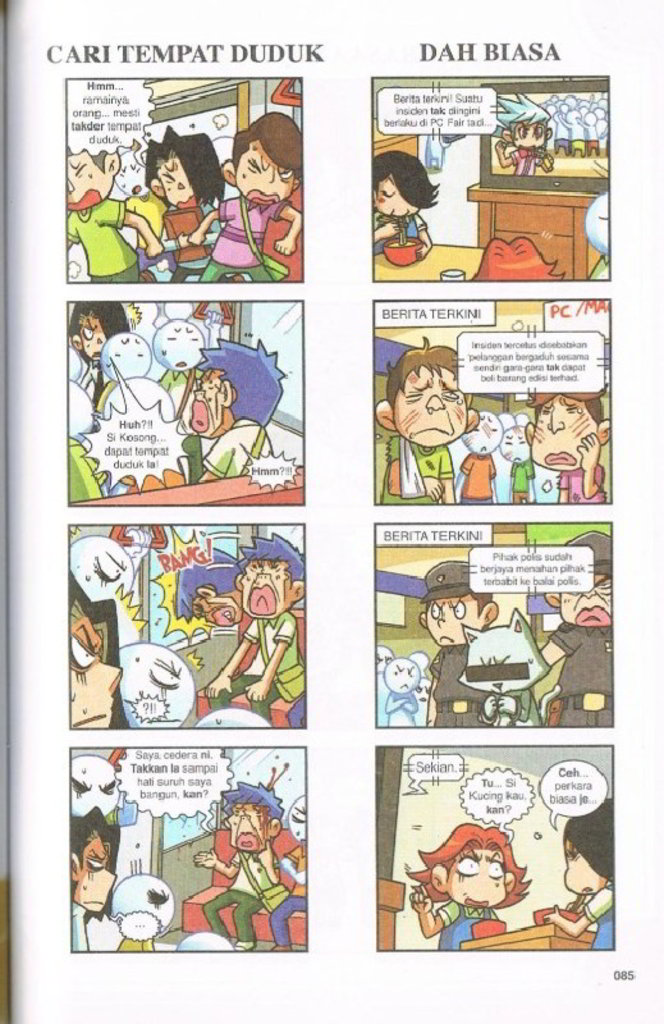 CARI TEMPAT DUDUK
Hmm...
ramainya
orang... mesti
takder tempat
duduk.
Huih?!!
Si Kosong...
dapat tempat
duduk la!
Hmm?!!
BANG!
?!!
Saya cedera ni.
Takkan la sampai
hati suruh saya
bangun, kan?
...
DAH BIASA
Berita terkini! Suatu
insiden tak diingini
berlaku di PC Fair tadi...
BERITA TERKINI
PC/MA
Insiden tercetus disebabkan
pelanggan bergaduh sesama
sendiri gara-gara tak dapat
beli barang edisi terhad.
BERITA TERKINI
Pihak polis sudah
berjaya menahan pihak
terbabit ke balai polis.
Sekian.
Tu... Si
Kucing kau,
kan?
Ceh...
perkara
biasa je..
085